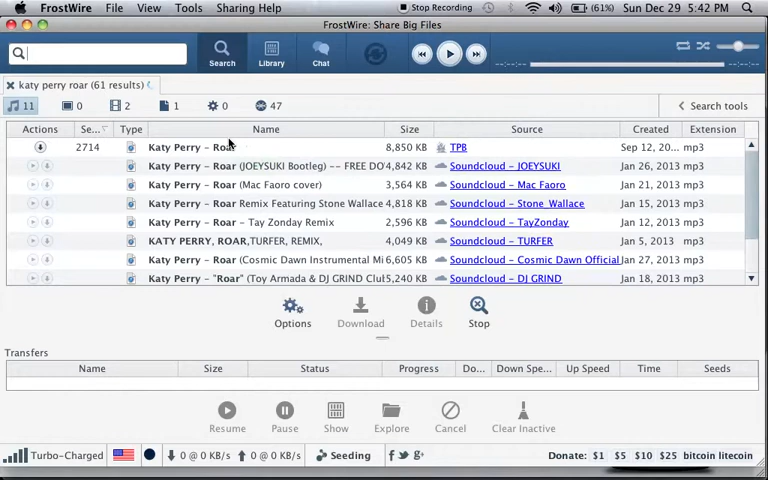 FrostWire File View Tools Sharing Help Stop Recording (61%) Sun Dec 29 5:42 PM
FrostWire: Share Big Files
Search Library Chat --:--:-- --:--:--
katy perry roar (61 results)
11 0 2 1 0 47 Search tools
Actions Se... Type Name Size Source Created Extension
2714 Katy Perry - Roar 8,850 KB TPB Sep 12, 20... mp3
Katy Perry - Roar (JOEYSUKI Bootleg) -- FREE DO 4,842 KB Soundcloud - JOEYSUKI Jan 26, 2013 mp3
Katy Perry - Roar (Mac Faoro cover) 3,564 KB Soundcloud - Mac Faoro Jan 21, 2013 mp3
Katy Perry - Roar Remix Featuring Stone Wallace 4,818 KB Soundcloud - Stone_Wallace Jan 15, 2013 mp3
Katy Perry - Roar - Tay Zonday Remix 2,596 KB Soundcloud - TayZonday Jan 12, 2013 mp3
KATY PERRY, ROAR,TURFER, REMIX, 4,049 KB Soundcloud - TURFER Jan 5, 2013 mp3
Katy Perry - Roar (Cosmic Dawn Instrumental Mi 6,605 KB Soundcloud - Cosmic Dawn Official Jan 27, 2013 mp3
Katy Perry - "Roar" (Toy Armada & DJ GRIND Clu 5,240 KB Soundcloud - DJ GRIND Jan 18, 2013 mp3
Options Download Details Stop
Transfers
Name Size Status Progress Do... Down Spe... Up Speed Time Seeds
Resume Pause Show Explore Cancel Clear Inactive
Turbo-Charged 0 @ 0 KB/s 0 @ 0 KB/s Seeding Donate: $1 $5 $10 $25 bitcoin litecoin